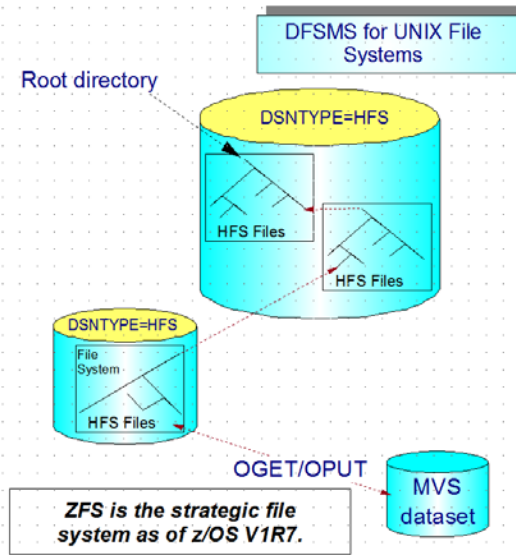 DFSMS for UNIX File
Systems
Root directory
DSNTYPE=HFS
HFS Files
HFS Files
DSNTYPE=HFS
File
System
HFS Files
OGET/OPUT
MVS
dataset
ZFS is the strategic file
system as of z/OS V1R7.